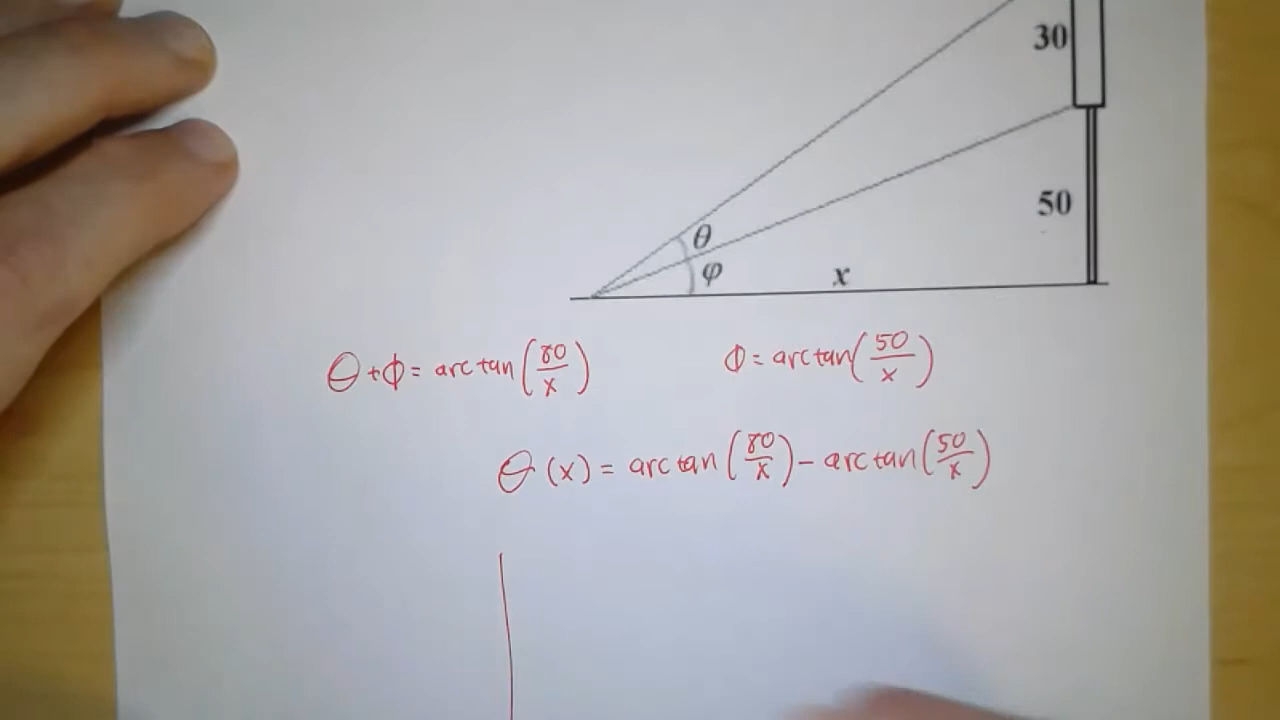 30
50
θ
φ
x
θ+ϕ= arctan(80/x) ϕ= arctan(50/x)
θ(x) = arctan(80/x) - arctan(50/x)